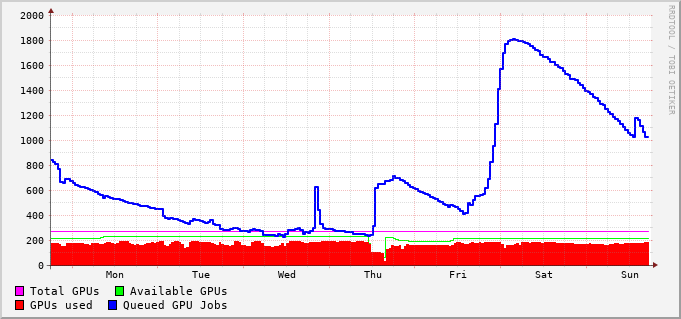 2000
1800
1600
1400
1200
1000
800
600
400
200
0
Mon Tue Wed Thu Fri Sat Sun
Total GPUs Available GPUs
GPUs used Queued GPU Jobs
RRDTOOL / TOBI OETIKER